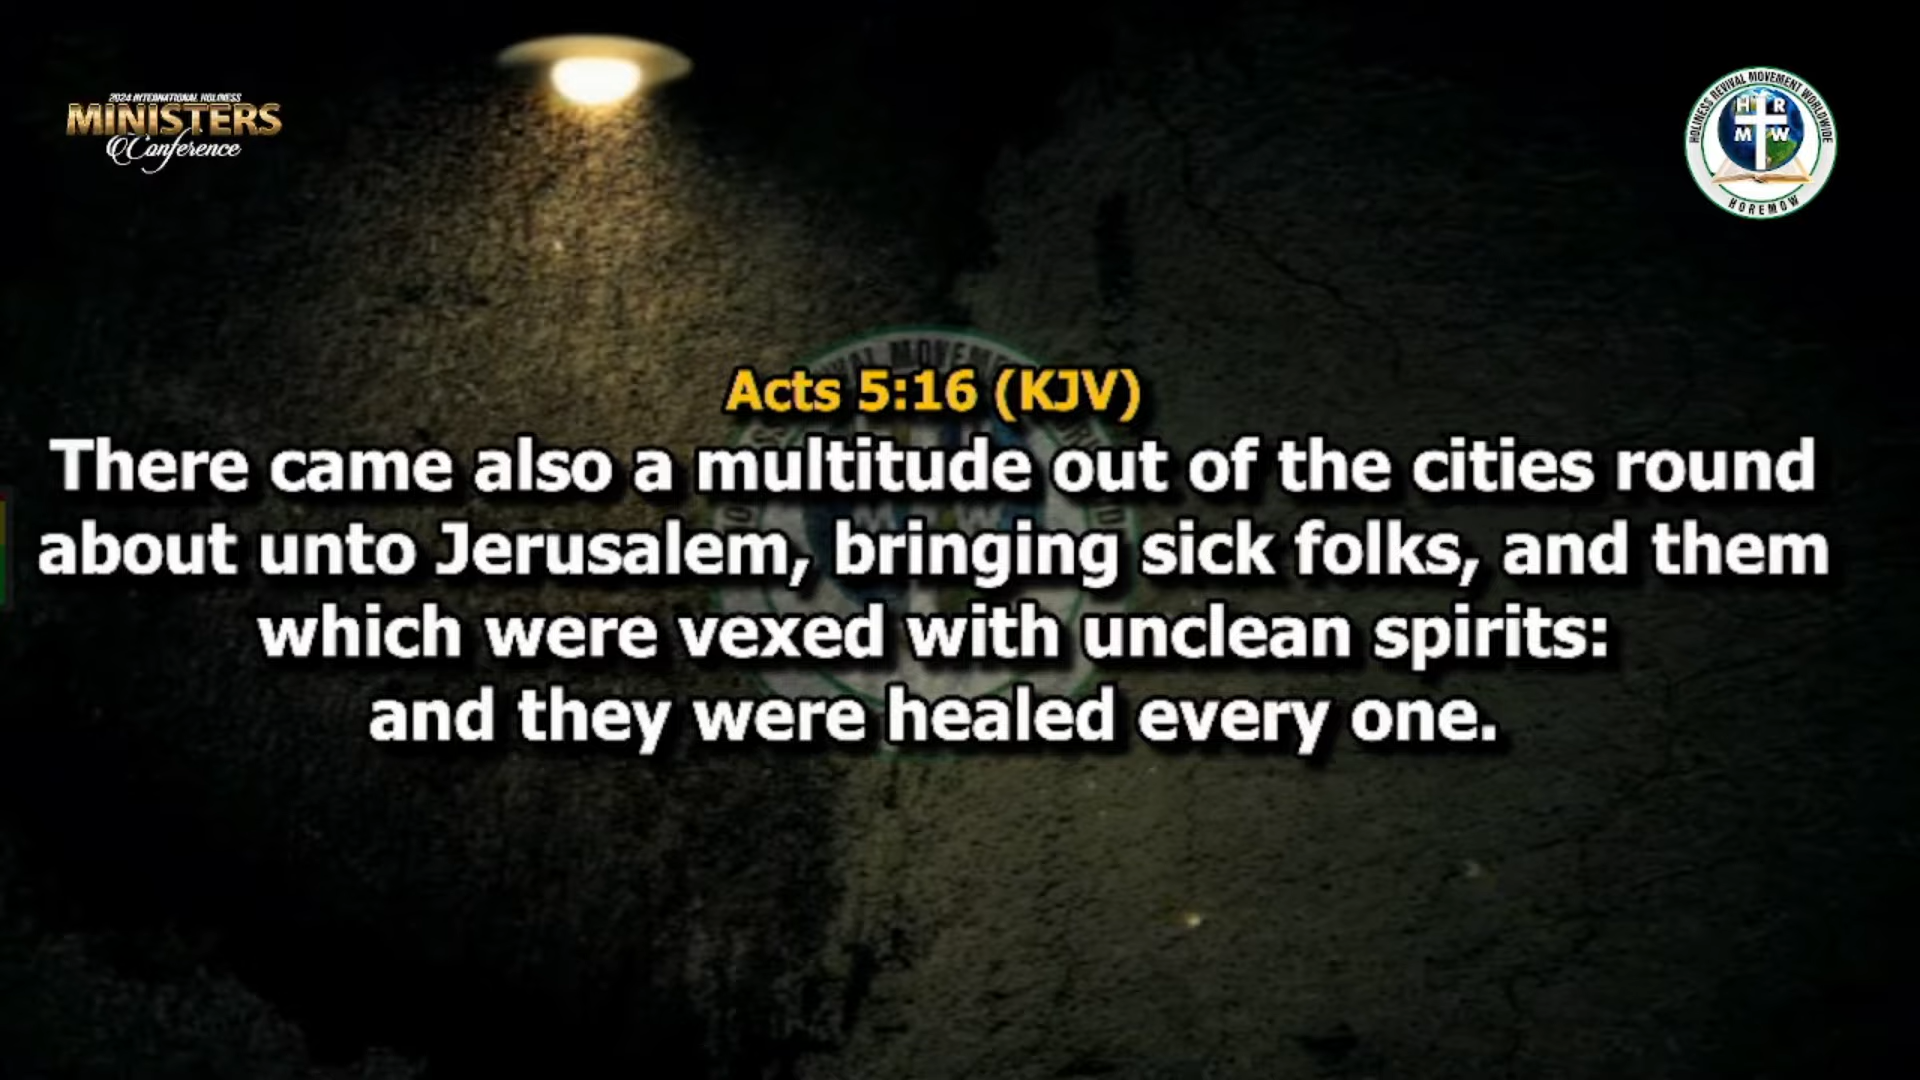 2024 INTERNATIONAL HOLINESS
MINISTERS
Conference
HOLINESS REVIVAL MOVEMENT WORLDWIDE
H R
M W
HOREMOW
Acts 5:16 (KJV)
There came also a multitude out of the cities round
about unto Jerusalem, bringing sick folks, and them
which were vexed with unclean spirits:
and they were healed every one.